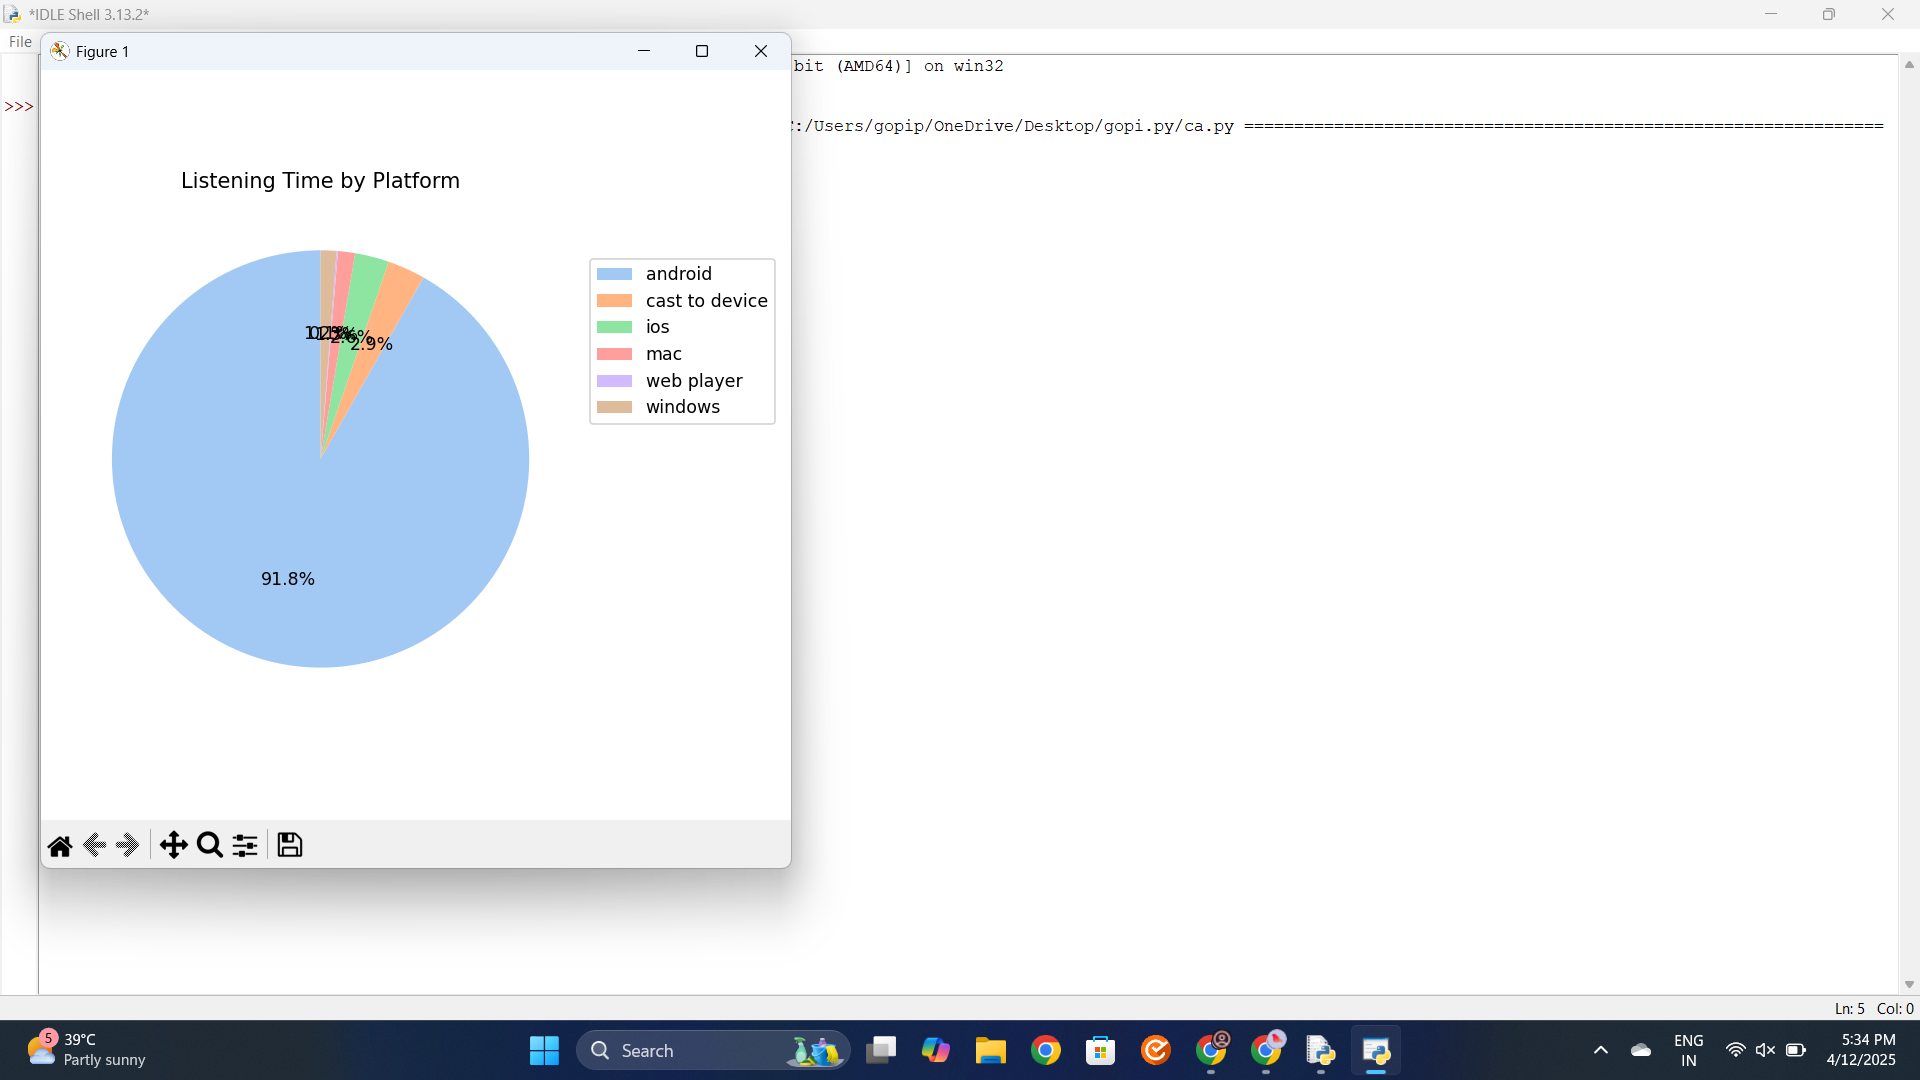 *IDLE Shell 3.13.2*
File
Figure 1
bit (AMD64)] on win32
>>>
:/Users/gopip/OneDrive/Desktop/gopi.py/ca.py ================================================================
Listening Time by Platform
android
cast to device
ios
mac
web player
windows
2.9%
91.8%
Ln: 5 Col: 0
5
39°C
Partly sunny
Search
ENG
IN
5:34 PM
4/12/2025